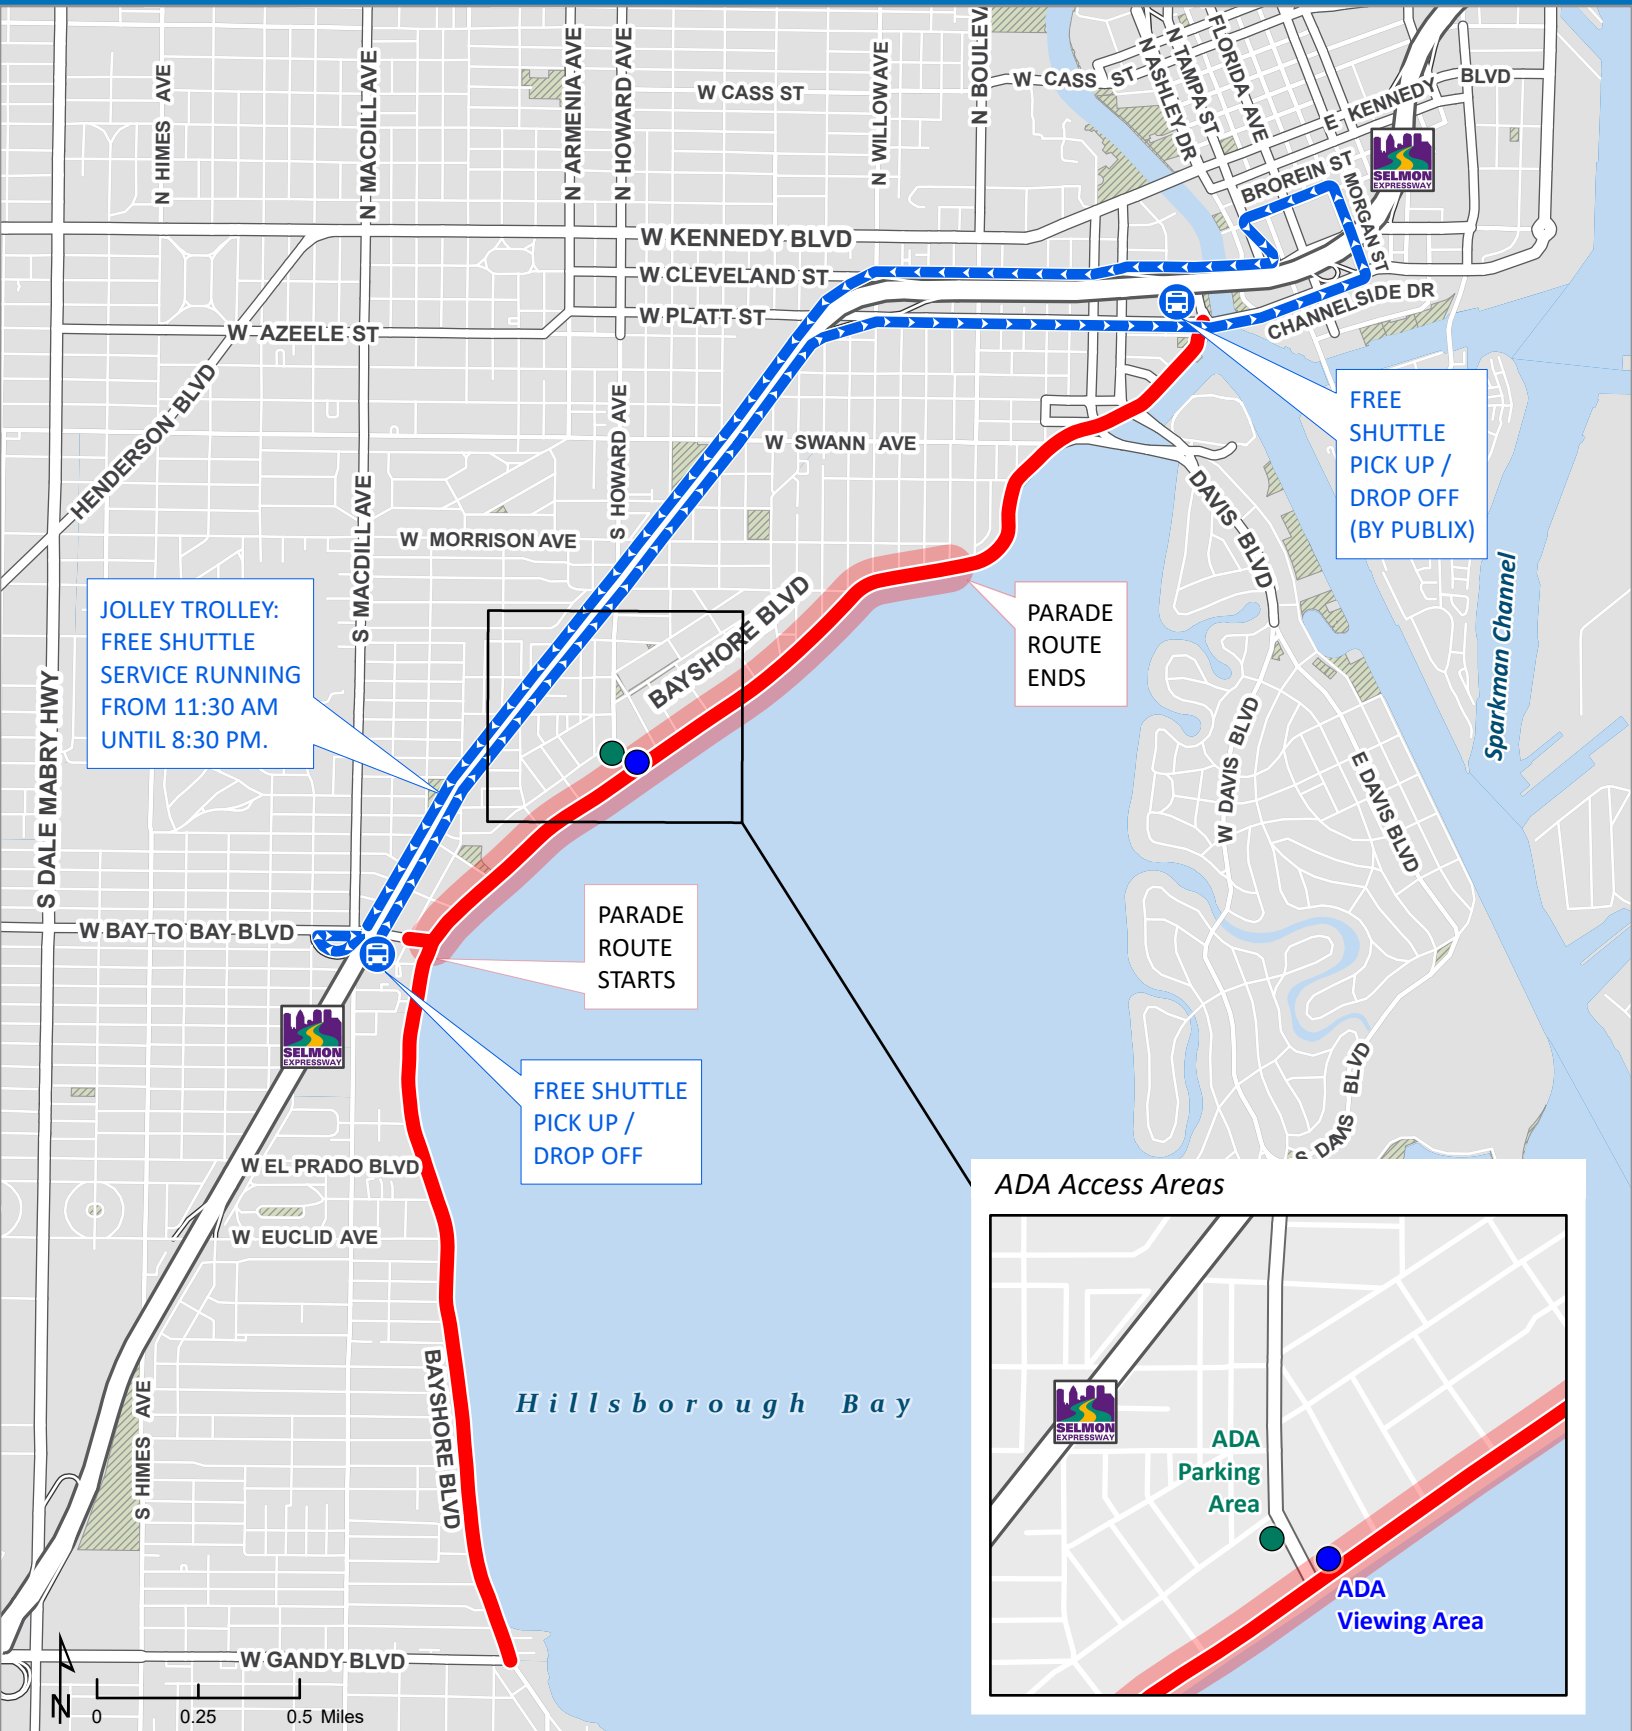 N HIMES AVE
N MACDILL AVE
N ARMENIA AVE
N HOWARD AVE
W CASS ST
N WILLOW AVE
N BOULEV
W CASS ST
N ASHLEY DR
N TAMPA ST
FLORIDA AVE
E KENNEDY BLVD
SELMON
EXPRESSWAY
BROREIN ST
MORGAN ST
W KENNEDY BLVD
W CLEVELAND ST
W PLATT ST
CHANNELSIDE DR
W AZEELE ST
HENDERSON BLVD
S HOWARD AVE
W SWANN AVE
FREE
SHUTTLE
PICK UP /
DROP OFF
(BY PUBLIX)
S MACDILL AVE
W MORRISON AVE
DAVIS BLVD
Sparkman Channel
JOLLEY TROLLEY:
FREE SHUTTLE
SERVICE RUNNING
FROM 11:30 AM
UNTIL 8:30 PM.
BAYSHORE BLVD
PARADE
ROUTE
ENDS
S DALE MABRY HWY
W DAVIS BLVD
E DAVIS BLVD
W BAY TO BAY BLVD
PARADE
ROUTE
STARTS
SELMON
EXPRESSWAY
FREE SHUTTLE
PICK UP /
DROP OFF
W EL PRADO BLVD
W EUCLID AVE
BLVD
S HIMES AVE
BAYSHORE BLVD
Hillsborough Bay
W GANDY BLVD
N
0 0.25 0.5 Miles
ADA Access Areas
SELMON
EXPRESSWAY
ADA
Parking
Area
ADA
Viewing Area